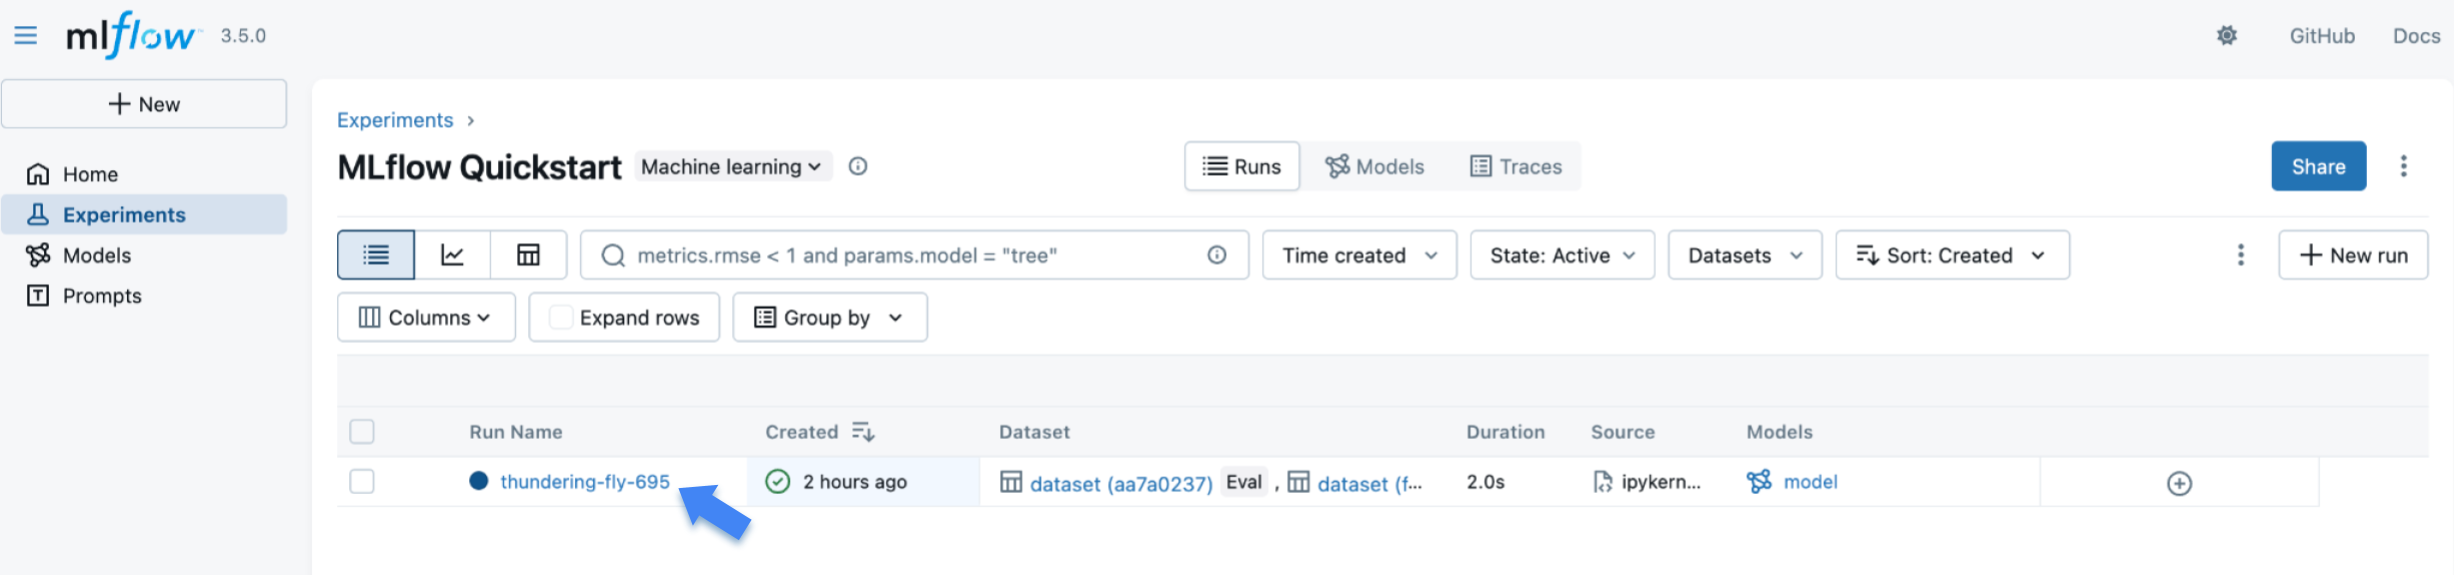 mlflow 3.5.0 GitHub Docs
New
Home
Experiments
Models
Prompts
Experiments
MLflow Quickstart Machine learning Runs Models Traces Share
metrics.rmse < 1 and params.model = "tree" Time created State: Active Datasets Sort: Created New run
Columns Expand rows Group by
Run Name Created Dataset Duration Source Models
thundering-fly-695 2 hours ago dataset (aa7a0237) Eval , dataset (f... 2.0s ipykern... model